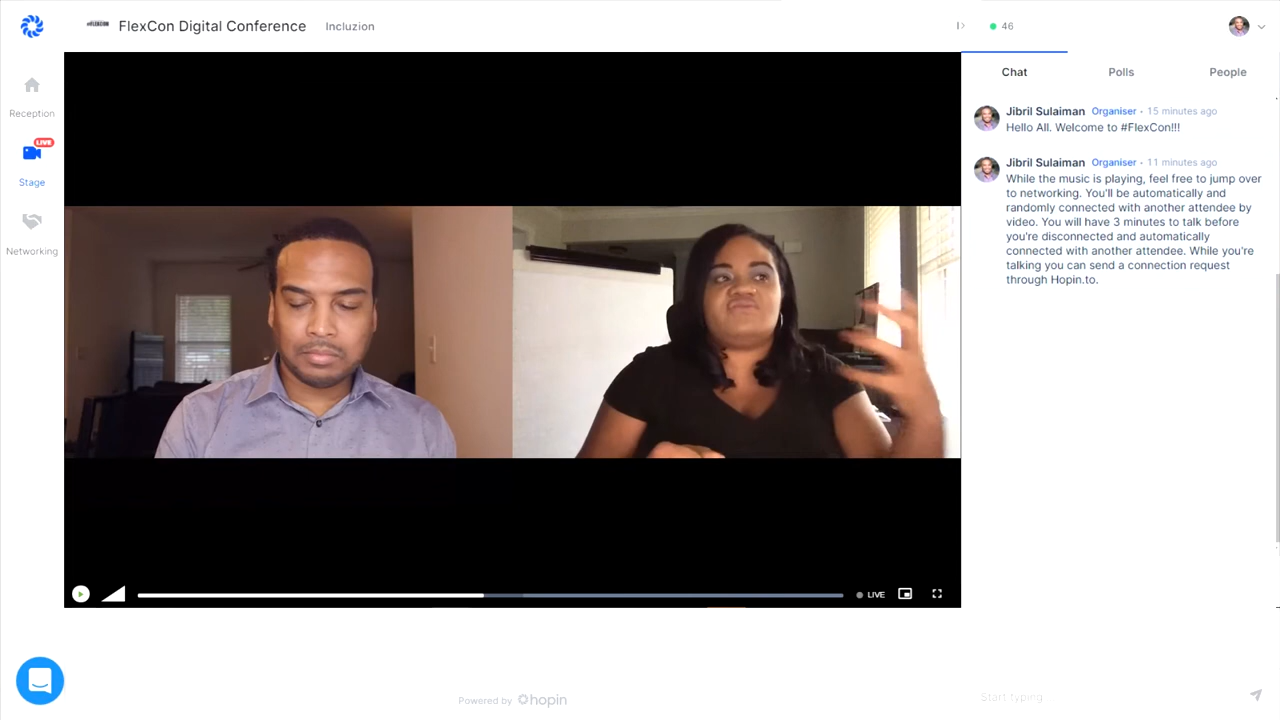 #FLEXCON
FlexCon Digital Conference
Incluzion
46
Reception
LIVE
Stage
Networking
Chat
Polls
People
Jibril Sulaiman Organiser • 15 minutes ago
Hello All. Welcome to #FlexCon!!!
Jibril Sulaiman Organiser • 11 minutes ago
While the music is playing, feel free to jump over
to networking. You'll be automatically and
randomly connected with another attendee by
video. You will have 3 minutes to talk before
you're disconnected and automatically
connected with another attendee. While you're
talking you can send a connection request
through Hopin.to.
LIVE
Powered by hopin
Start typing